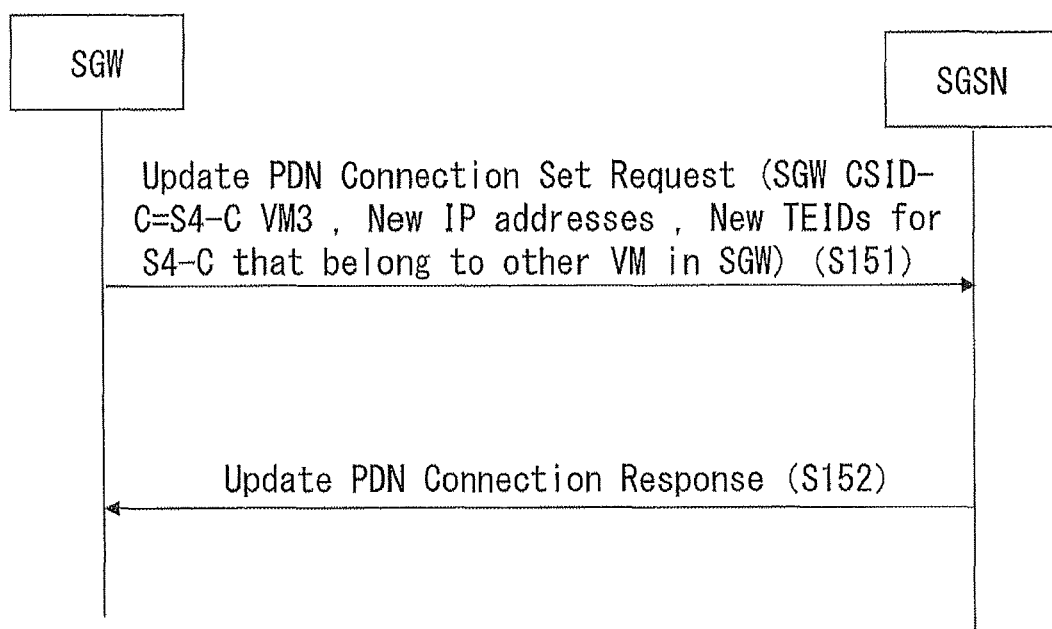 SGW
SGSN
Update PDN Connection Set Request (SGW CSID-
C=S4-C VM3 , New IP addresses , New TEIDs for
S4-C that belong to other VM in SGW) (S151)
Update PDN Connection Response (S152)